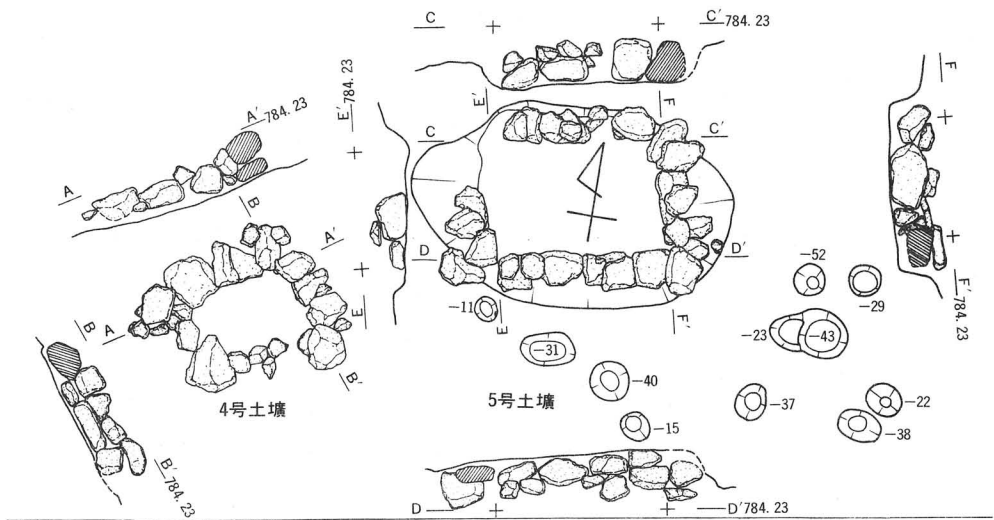 C C′ 784.23
E′ 784.23
F
A′ 784.23
E′ F
C C′
A
B
A′
D D′
E
-52
-29
-11
F′ 784.23
B A
E F′
-23 -43
-31
B′
-40
4号土壙
5号土壙
-37
-22
-15
-38
B′ 784.23
D D′ 784.23